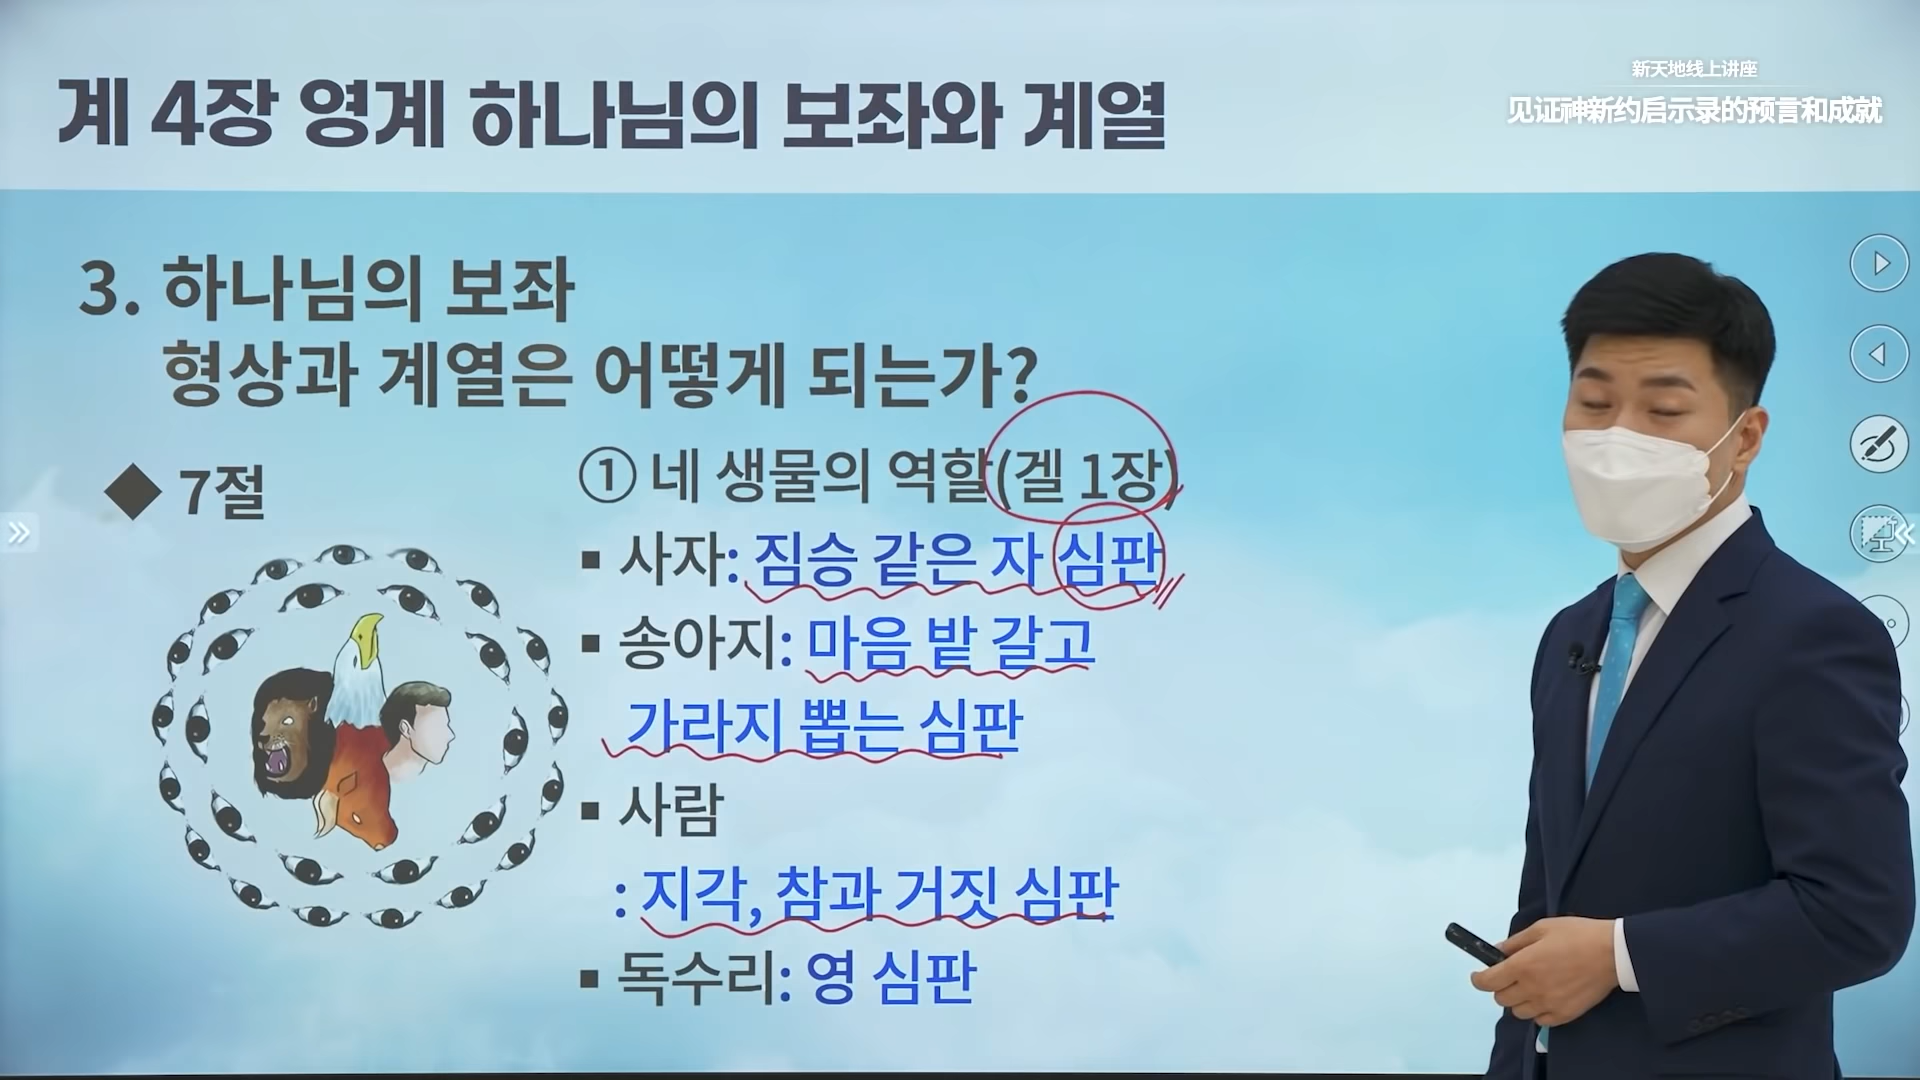 계 4장 영계 하나님의 보좌와 계열
新天地线上讲座
见证神新约启示录的预言和成就
3. 하나님의 보좌
형상과 계열은 어떻게 되는가?
◆ 7절
① 네 생물의 역할(겔 1장)
▪ 사자: 짐승 같은 자 심판
▪ 송아지: 마음 밭 갈고
가라지 뽑는 심판
▪ 사람
: 지각, 참과 거짓 심판
▪ 독수리: 영 심판